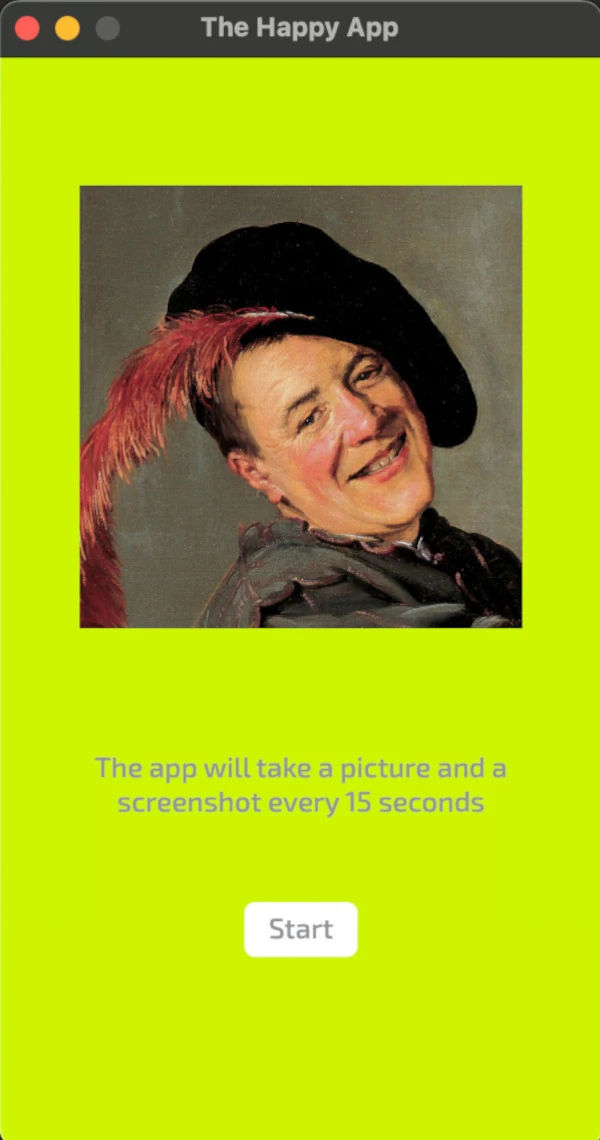 The Happy App
The app will take a picture and a
screenshot every 15 seconds
Start